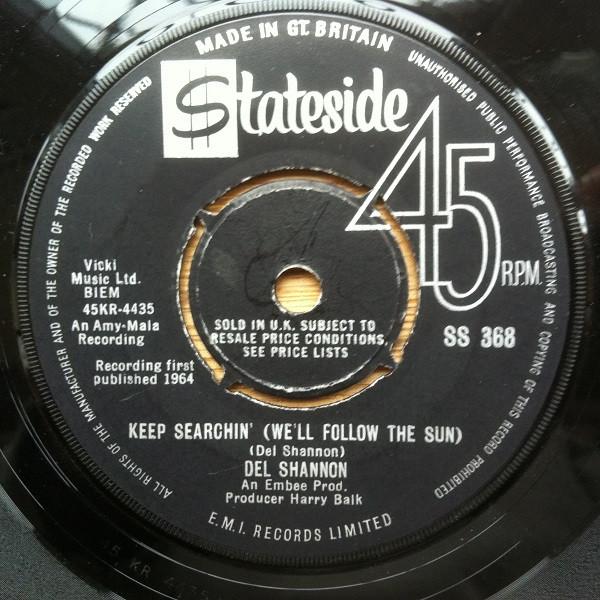 MADE IN GT. BRITAIN
$tateside
45
R.P.M.
SS 368
Vicki
Music Ltd.
BIEM
45KR-4435
An Amy-Mala
Recording
Recording first
published 1964
SOLD IN U.K. SUBJECT TO
RESALE PRICE CONDITIONS,
SEE PRICE LISTS
KEEP SEARCHIN' (WE'LL FOLLOW THE SUN)
(Del Shannon)
DEL SHANNON
An Embee Prod.
Producer Harry Balk
E.M.I. RECORDS LIMITED
ALL RIGHTS OF THE MANUFACTURER AND OF THE OWNER OF THE RECORDED WORK RESERVED
UNAUTHORISED PUBLIC PERFORMANCE BROADCASTING AND COPYING OF THIS RECORD PROHIBITED